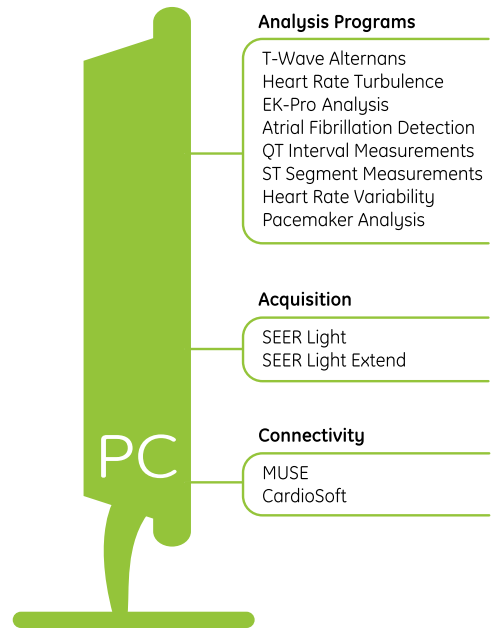 Analysis Programs
T-Wave Alternans
Heart Rate Turbulence
EK-Pro Analysis
Atrial Fibrillation Detection
QT Interval Measurements
ST Segment Measurements
Heart Rate Variability
Pacemaker Analysis
Acquisition
SEER Light
SEER Light Extend
Connectivity
PC
MUSE
CardioSoft